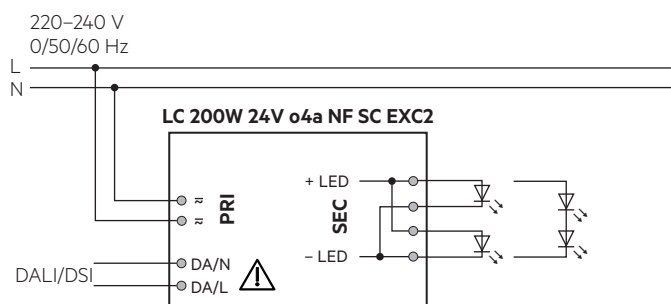 220–240 V
0/50/60 Hz
L
N
LC 200W 24V o4a NF SC EXC2
+ LED
≂
PRI
SEC
≂
– LED
DA/N
DALI/DSI
DA/L